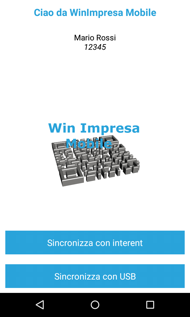 Ciao da WinImpresa Mobile
Mario Rossi
12345
Win Impresa
Mobile
Sincronizza con interent
Sincronizza con USB